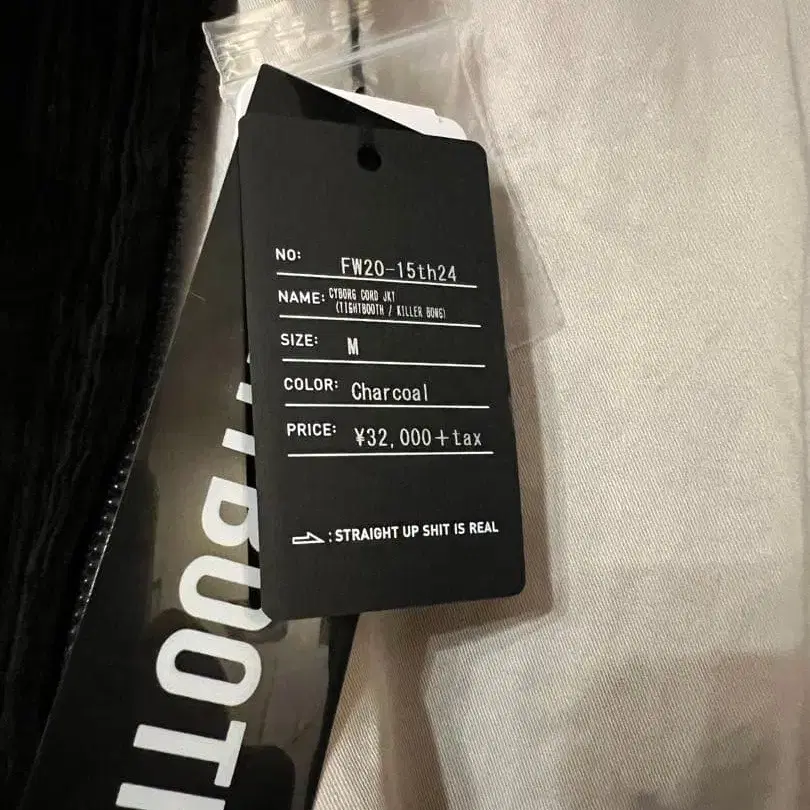 NO: FW20-15th24
NAME: CYBORG CORD JKT
(TIGHTBOOTH / KILLER BONG)
SIZE: M
COLOR: Charcoal
PRICE: ¥32,000+tax
:STRAIGHT UP SHIT IS REAL
TBOOT